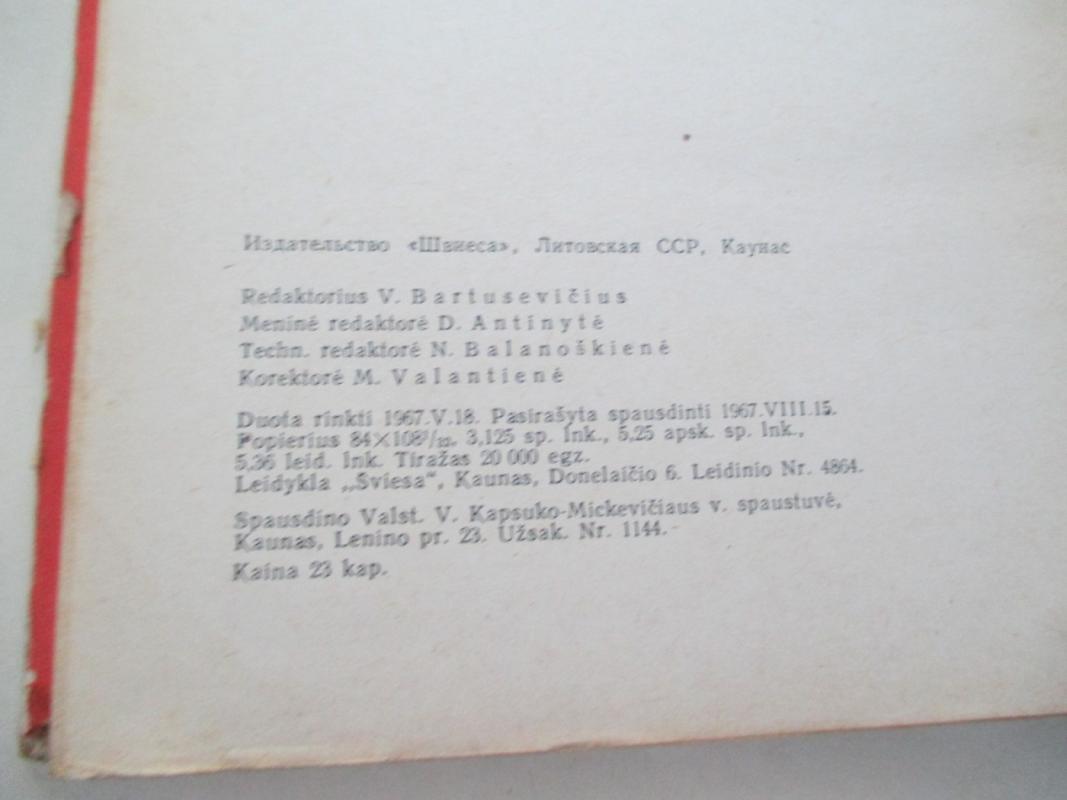 Издательство «Швиеса», Литовская ССР, Каунас
Redaktorius V. Bartusevičius
Meninė redaktorė D. Antinytė
Techn. redaktorė N. Balanoškienė
Korektorė M. Valantienė
Duota rinkti 1967.V.18. Pasirašyta spausdinti 1967.VIII.15.
Popierius 84×108¹/₃₂. 3,125 sp. lnk., 5,25 apsk. sp. lnk.,
5,36 leid. lnk. Tiražas 20 000 egz.
Leidykla „Šviesa“, Kaunas, Donelaičio 6. Leidinio Nr. 4864.
Spausdino Valst. V. Kapsuko-Mickevičiaus v. spaustuvė,
Kaunas, Lenino pr. 23. Užsak. Nr. 1144.
Kaina 23 kap.